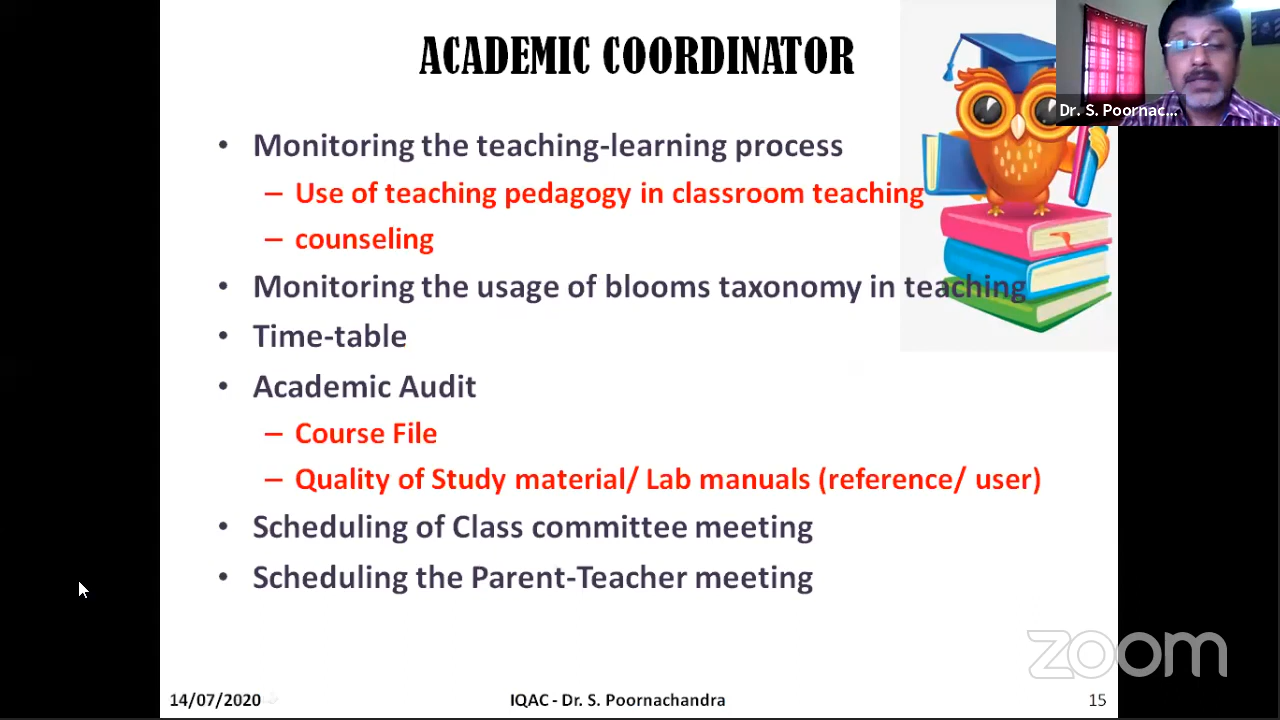 ACADEMIC COORDINATOR
Dr. S. Poornac...
• Monitoring the teaching-learning process
– Use of teaching pedagogy in classroom teaching
– counseling
• Monitoring the usage of blooms taxonomy in teaching
• Time-table
• Academic Audit
– Course File
– Quality of Study material/ Lab manuals (reference/ user)
• Scheduling of Class committee meeting
• Scheduling the Parent-Teacher meeting
zoom
14/07/2020 IQAC - Dr. S. Poornachandra 15